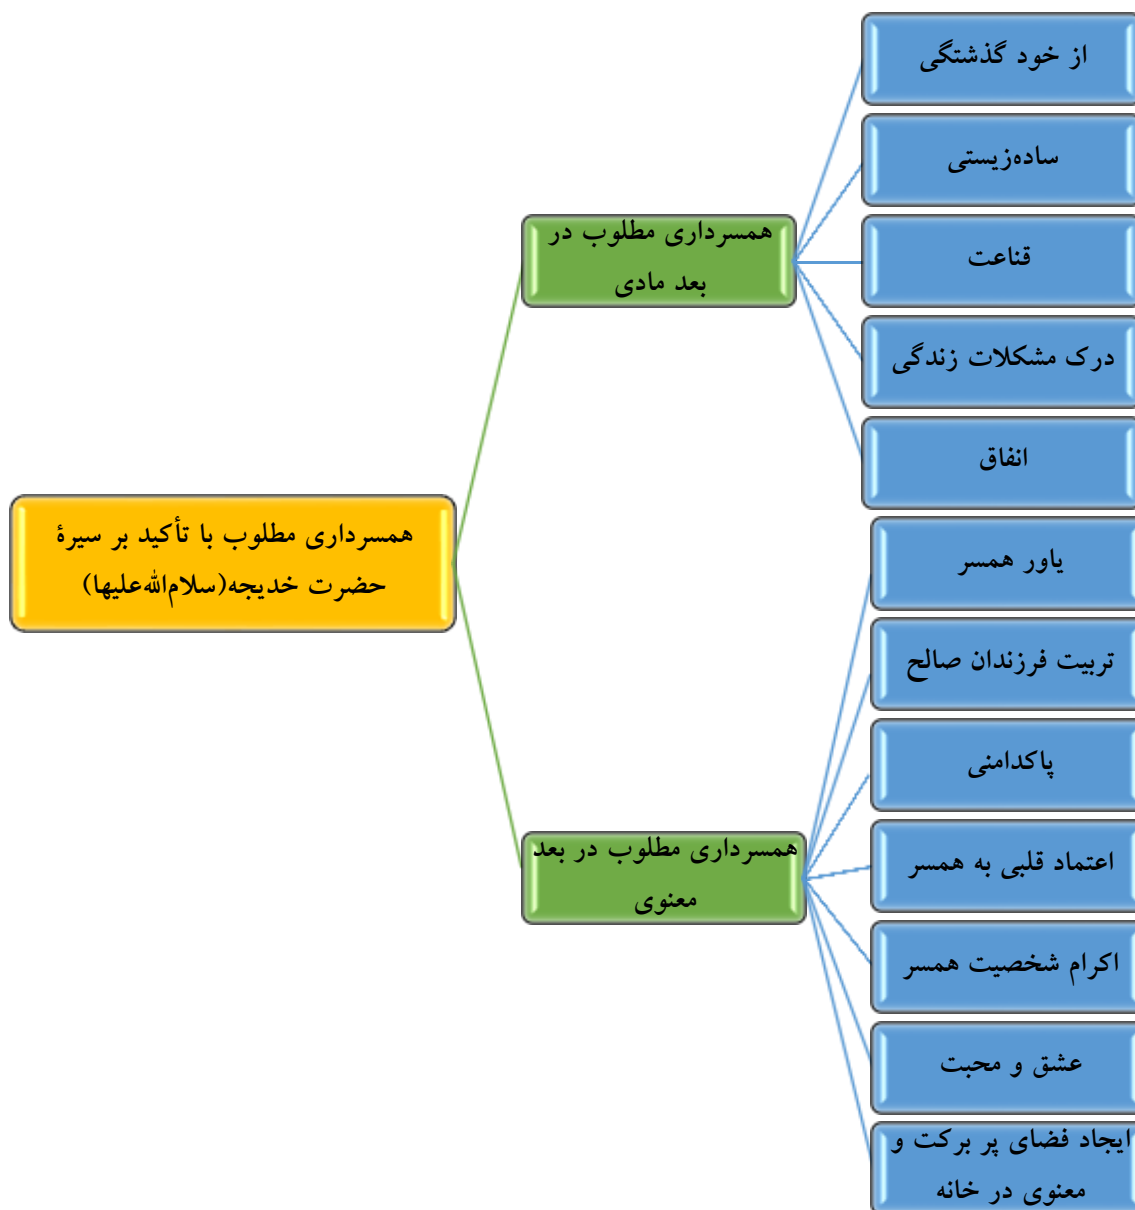 از خود گذشتگی
ساده‌زیستی
همسرداری مطلوب در
بعد مادی
قناعت
درک مشکلات زندگی
انفاق
همسرداری مطلوب با تأکید بر سیرۀ
حضرت خدیجه(سلام‌الله‌علیها)
یاور همسر
تربیت فرزندان صالح
پاکدامنی
همسرداری مطلوب در بعد
معنوی
اعتماد قلبی به همسر
اکرام شخصیت همسر
عشق و محبت
ایجاد فضای پر برکت و
معنوی در خانه